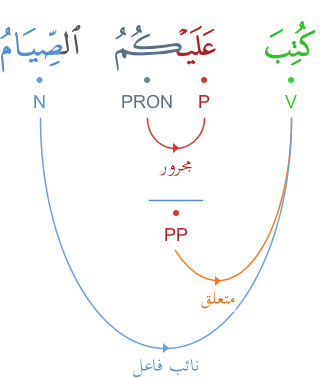 كُتِبَ عَلَيْكُمُ ٱلصِّيَامُ
V P PRON N
مجرور
PP
متعلق
نائب فاعل